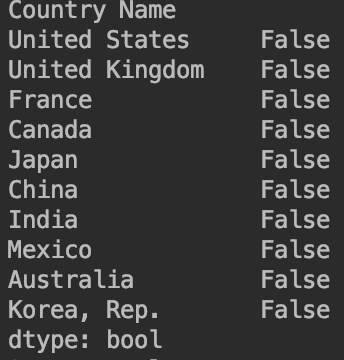 Country Name
United States False
United Kingdom False
France False
Canada False
Japan False
China False
India False
Mexico False
Australia False
Korea, Rep. False
dtype: bool